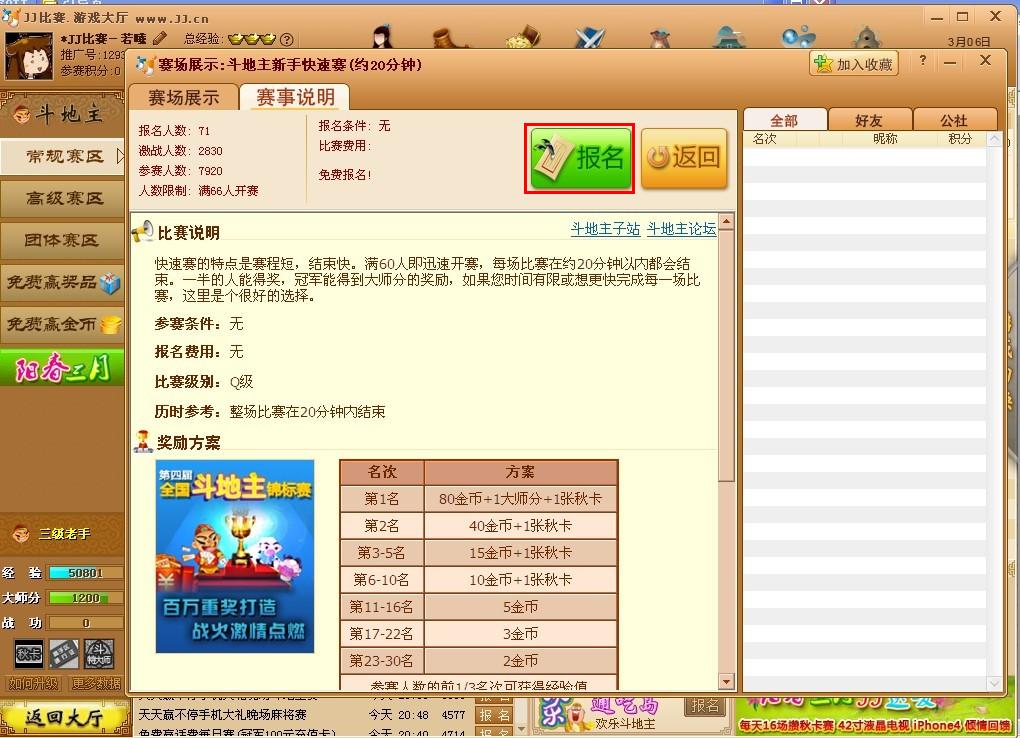 JJ比赛.游戏大厅 www.JJ.cn
*JJ比赛-若曦
总经验:
推广号:1293
参赛积分:0
3月06日
赛场展示:斗地主新手快速赛(约20分钟)
加入收藏
斗地主
常规赛区
高级赛区
团体赛区
免费赢奖品
免费赢金币
阳春三月
赛场展示
赛事说明
报名人数: 71
激战人数: 2830
参赛人数: 7920
人数限制: 满66人开赛
报名条件: 无
比赛费用:
免费报名!
报名
返回
全部
好友
公社
名次
昵称
积分
比赛说明
斗地主子站 斗地主论坛
快速赛的特点是赛程短，结束快。满60人即迅速开赛，每场比赛在约20分钟以内都会结
束。一半的人能得奖，冠军能得到大师分的奖励，如果您时间有限或想更快完成每一场比
赛，这里是个很好的选择。
参赛条件：无
报名费用：无
比赛级别：Q级
历时参考：整场比赛在20分钟内结束
奖励方案
第四届
全国斗地主锦标赛
百万重奖打造
战火激情点燃
名次 方案
第1名 80金币+1大师分+1张秋卡
第2名 40金币+1张秋卡
第3-5名 15金币+1张秋卡
第6-10名 10金币+1张秋卡
第11-16名 5金币
第17-22名 3金币
第23-30名 2金币
参赛人数的前1/3名次可获得经验值
三级老手
经 验 50801
大师分 1200
战 功 0
秋卡
特大师
如何升级 更多数据
返回大厅
天天赢不停手机大礼晚场麻将赛 今天 20:48 4577 报 名
免费赢话费每日赛(冠军100元充值卡) 4714
乐
通吃岛
欢乐斗地主
报名
每天16场攒秋卡赛 42寸液晶电视 iPhone4 倾情回馈